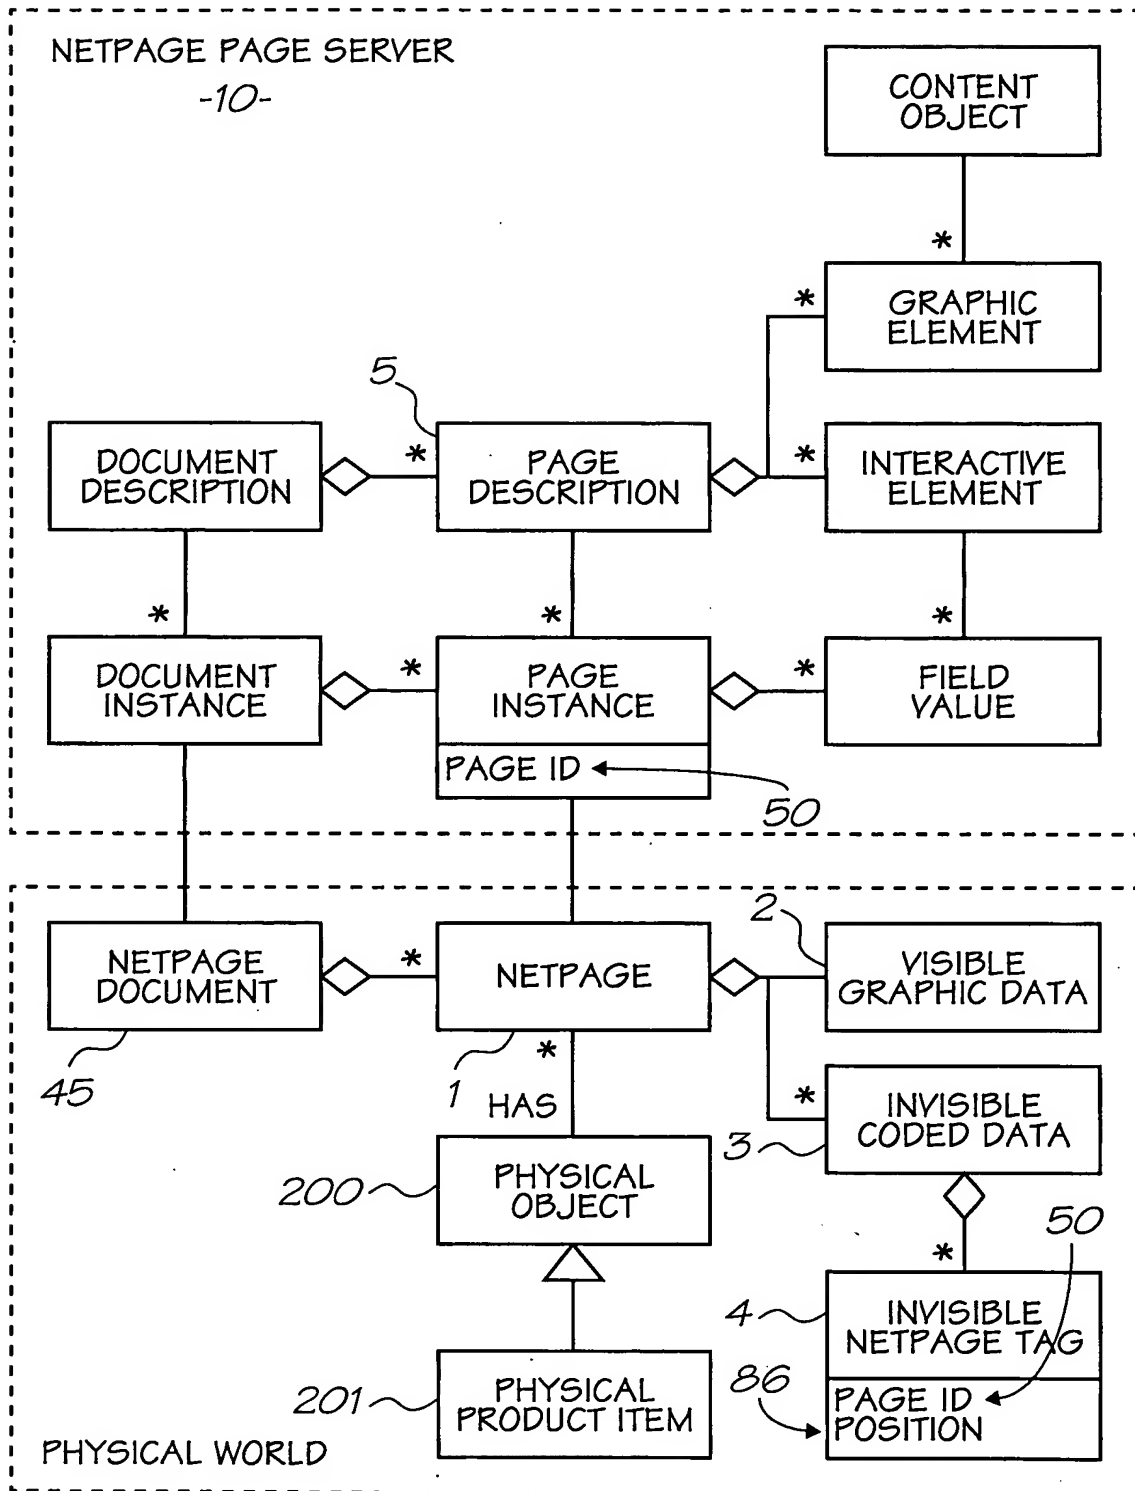 NETPAGE PAGE SERVER
-10-
CONTENT
OBJECT
*
*
GRAPHIC
ELEMENT
5
DOCUMENT
DESCRIPTION
*
PAGE
DESCRIPTION
*
INTERACTIVE
ELEMENT
*
*
*
DOCUMENT
INSTANCE
*
PAGE
INSTANCE
*
FIELD
VALUE
PAGE ID
50
NETPAGE
DOCUMENT
*
NETPAGE
2
VISIBLE
GRAPHIC DATA
45
1
*
HAS
*
INVISIBLE
CODED DATA
3
200
PHYSICAL
OBJECT
50
*
4
INVISIBLE
NETPAGE TAG
201
PHYSICAL
PRODUCT ITEM
86
PAGE ID
POSITION
PHYSICAL WORLD